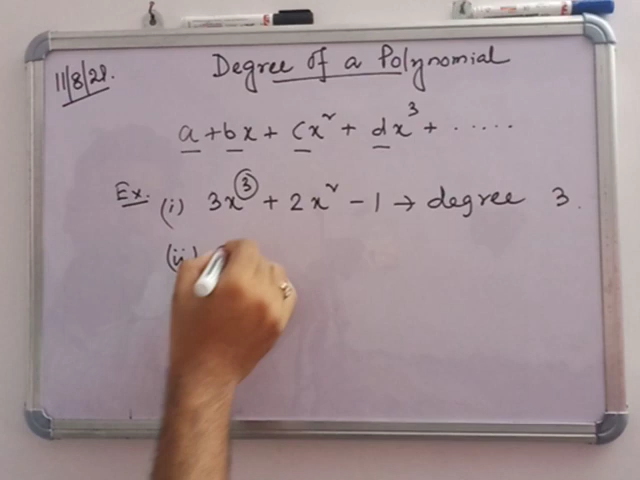 11/8/21.
Degree of a Polynomial
a + bx + cx² + dx³ + .....
Ex. (i) 3x³ + 2x² - 1 → degree 3.
(ii)